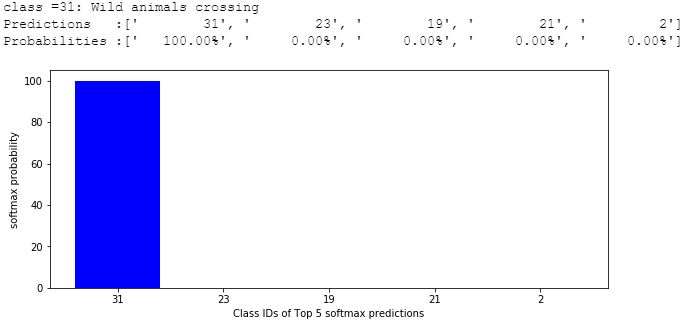 class =31: Wild animals crossing
Predictions   :['        31', '        23', '        19', '        21', '         2']
Probabilities :['   100.00%', '     0.00%', '     0.00%', '     0.00%', '     0.00%']
100
80
60
40
20
0
softmax probability
31 23 19 21 2
Class IDs of Top 5 softmax predictions